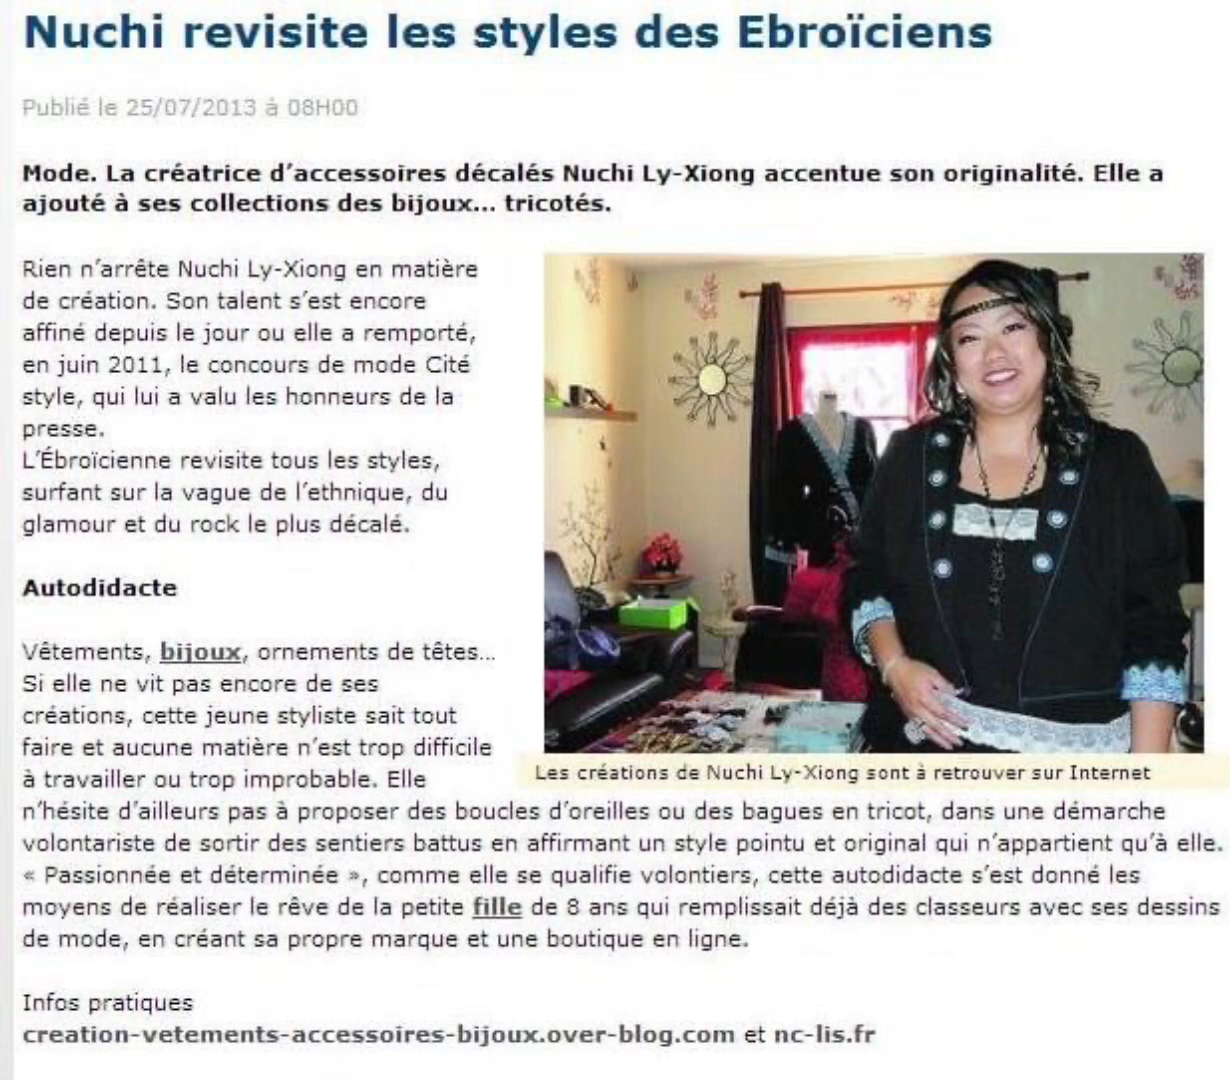 Nuchi revisite les styles des Ebroïciens
Publié le 25/07/2013 à 08H00
Mode. La créatrice d’accessoires décalés Nuchi Ly-Xiong accentue son originalité. Elle a
ajouté à ses collections des bijoux... tricotés.
Rien n’arrête Nuchi Ly-Xiong en matière
de création. Son talent s’est encore
affiné depuis le jour ou elle a remporté,
en juin 2011, le concours de mode Cité
style, qui lui a valu les honneurs de la
presse.
L’Ébroïcienne revisite tous les styles,
surfant sur la vague de l’ethnique, du
glamour et du rock le plus décalé.
Autodidacte
Vêtements, bijoux, ornements de têtes...
Si elle ne vit pas encore de ses
créations, cette jeune styliste sait tout
faire et aucune matière n’est trop difficile
à travailler ou trop improbable. Elle
Les créations de Nuchi Ly-Xiong sont à retrouver sur Internet
n’hésite d’ailleurs pas à proposer des boucles d’oreilles ou des bagues en tricot, dans une démarche
volontariste de sortir des sentiers battus en affirmant un style pointu et original qui n’appartient qu’à elle.
« Passionnée et déterminée », comme elle se qualifie volontiers, cette autodidacte s’est donné les
moyens de réaliser le rêve de la petite fille de 8 ans qui remplissait déjà des classeurs avec ses dessins
de mode, en créant sa propre marque et une boutique en ligne.
Infos pratiques
creation-vetements-accessoires-bijoux.over-blog.com et nc-lis.fr